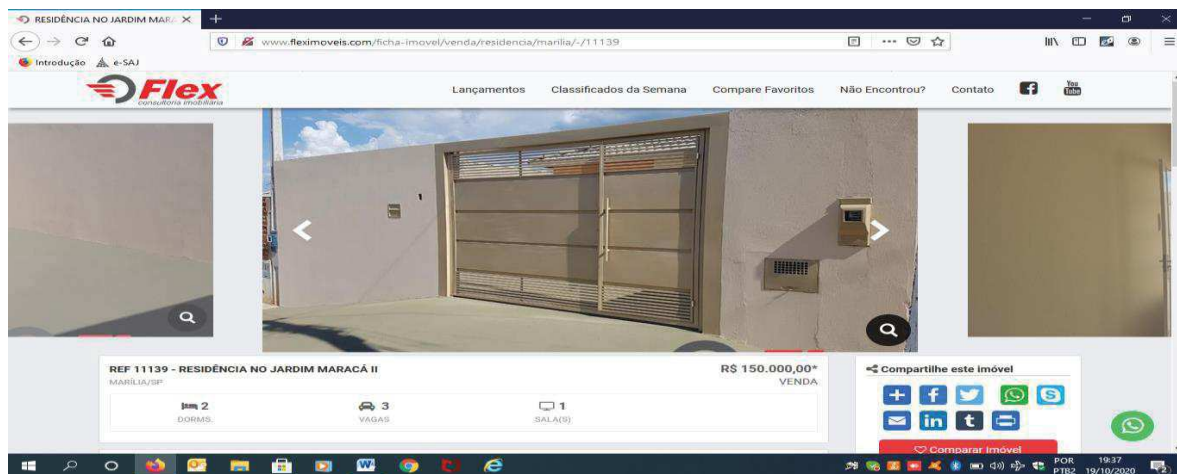 RESIDÊNCIA NO JARDIM MAR
www.fleximoveis.com/ficha-imovel/venda/residencia/marilia/-/11139
Introdução e-SAJ
Flex
consultoria imobiliária
Lançamentos Classificados da Semana Compare Favoritos Não Encontrou? Contato
You
Tube
REF 11139 - RESIDÊNCIA NO JARDIM MARACÁ II R$ 150.000,00*
MARÍLIA/SP VENDA
2 3 1
DORMS. VAGAS SALA(S)
Compartilhe este imóvel
Comparar Imóvel
POR 19:37
PTB2 19/10/2020